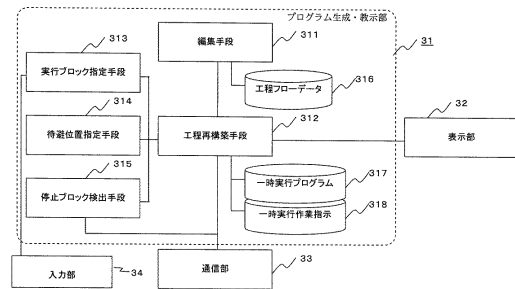 プログラム生成・教示部
313
実行ブロック指定手段
編集手段
311
31
工程フローデータ
316
314
待避位置指定手段
工程再構築手段
312
32
表示部
315
停止ブロック検出手段
一時実行プログラム
317
一時実行作業指示
318
入力部
34
通信部
33